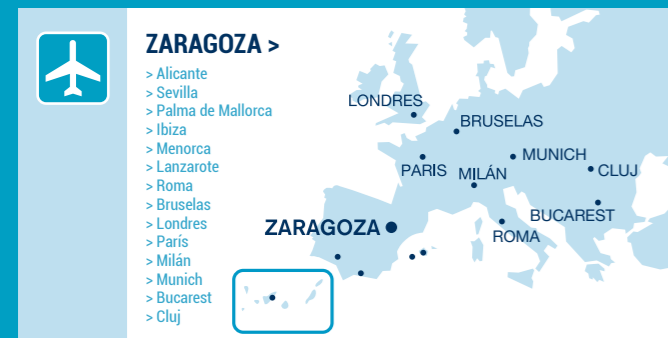 ZARAGOZA >
> Alicante
> Sevilla
> Palma de Mallorca
> Ibiza
> Menorca
> Lanzarote
> Roma
> Bruselas
> Londres
> París
> Milán
> Munich
> Bucarest
> Cluj
LONDRES
BRUSELAS
PARIS
MILÁN
MUNICH
CLUJ
BUCAREST
ROMA
ZARAGOZA